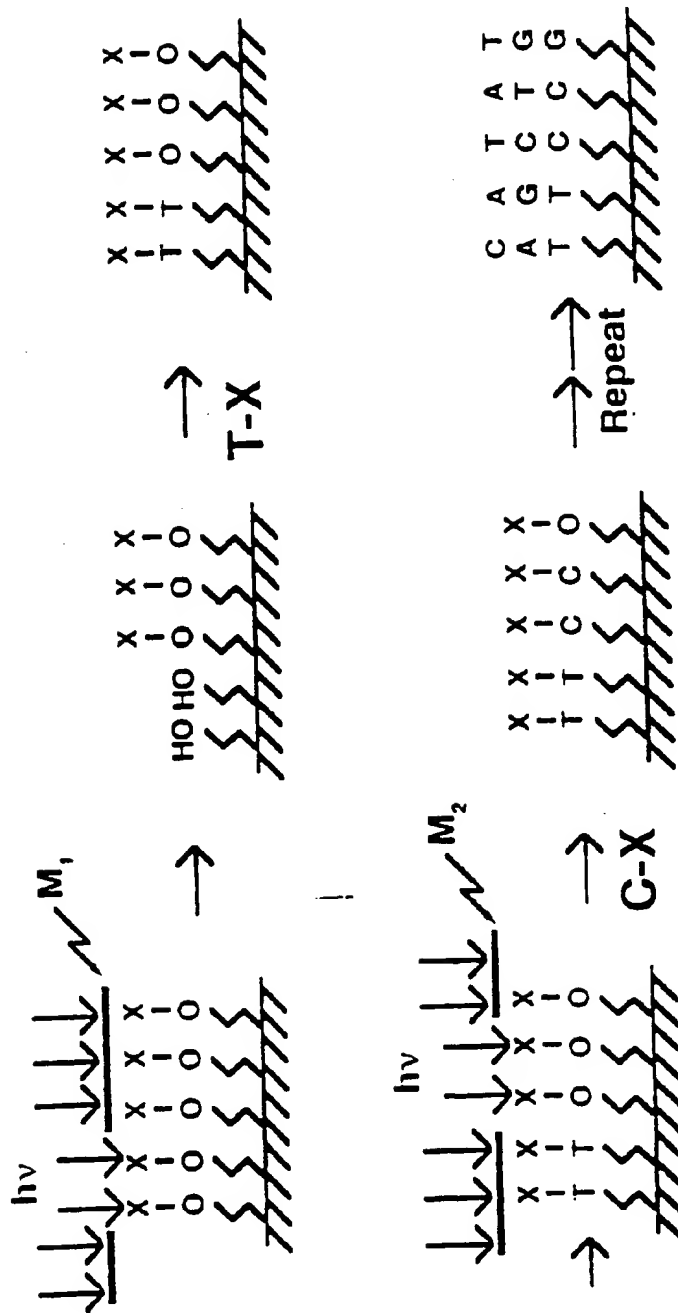 hν
M₁
X X X X X
O O O O O
X X X
HO HO O O O
T-X
X X X X X
T T O O O
hν
M₂
X X X X X
T T O O O
C-X
X X X X X
T T C C O
Repeat
C A T A T
A G C T G
T T C C G